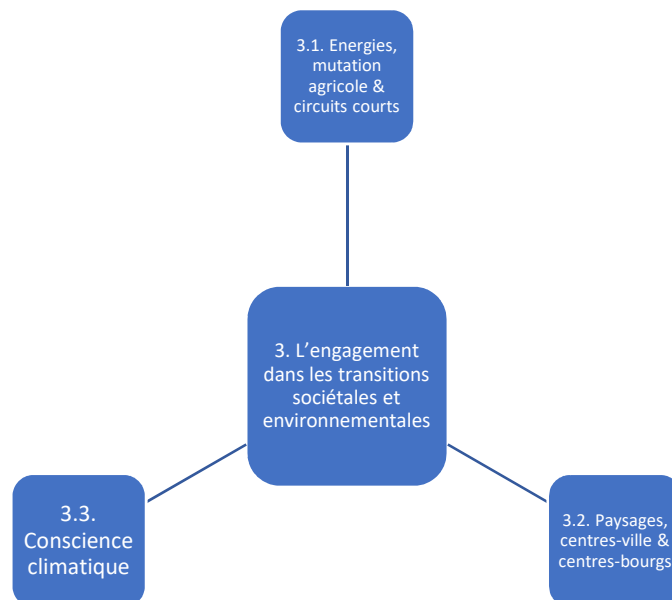 3.1. Energies,
mutation
agricole &
circuits courts
3. L'engagement
dans les transitions
sociétales et
environnementales
3.3.
Conscience
climatique
3.2. Paysages,
centres-ville &
centres-bourgs